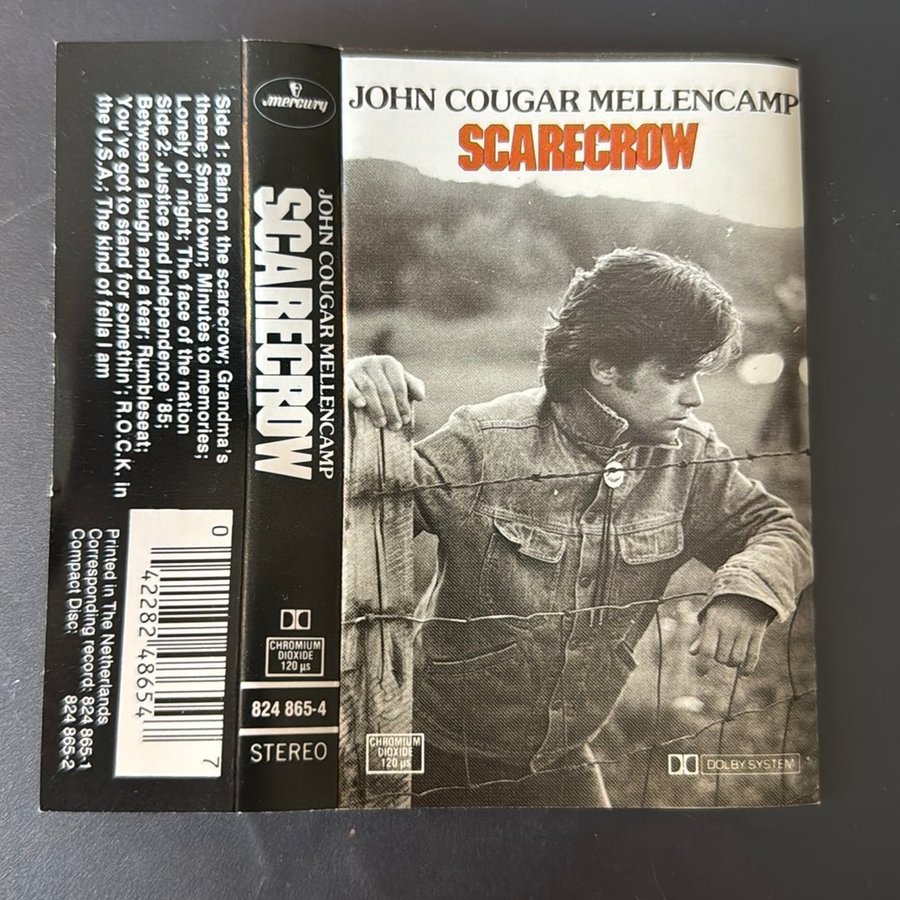 Side 1: Rain on the scarecrow; Grandma's
theme; Small town; Minutes to memories;
Lonely ol' night; The face of the nation
Side 2: Justice and Independence '85;
Between a laugh and a tear; Rumbleseat;
You've got to stand for somethin'; R.O.C.K. in
the U.S.A.; The kind of fella I am
Printed in The Netherlands
Corresponding record: 824 865-1
Compact Disc: 824 865-2
0 42282 48654 7
mercury
JOHN COUGAR MELLENCAMP
SCARECROW
CHROMIUM
DIOXIDE
120 µs
824 865-4
STEREO
JOHN COUGAR MELLENCAMP
SCARECROW
CHROMIUM
DIOXIDE
120 µs
DOLBY SYSTEM